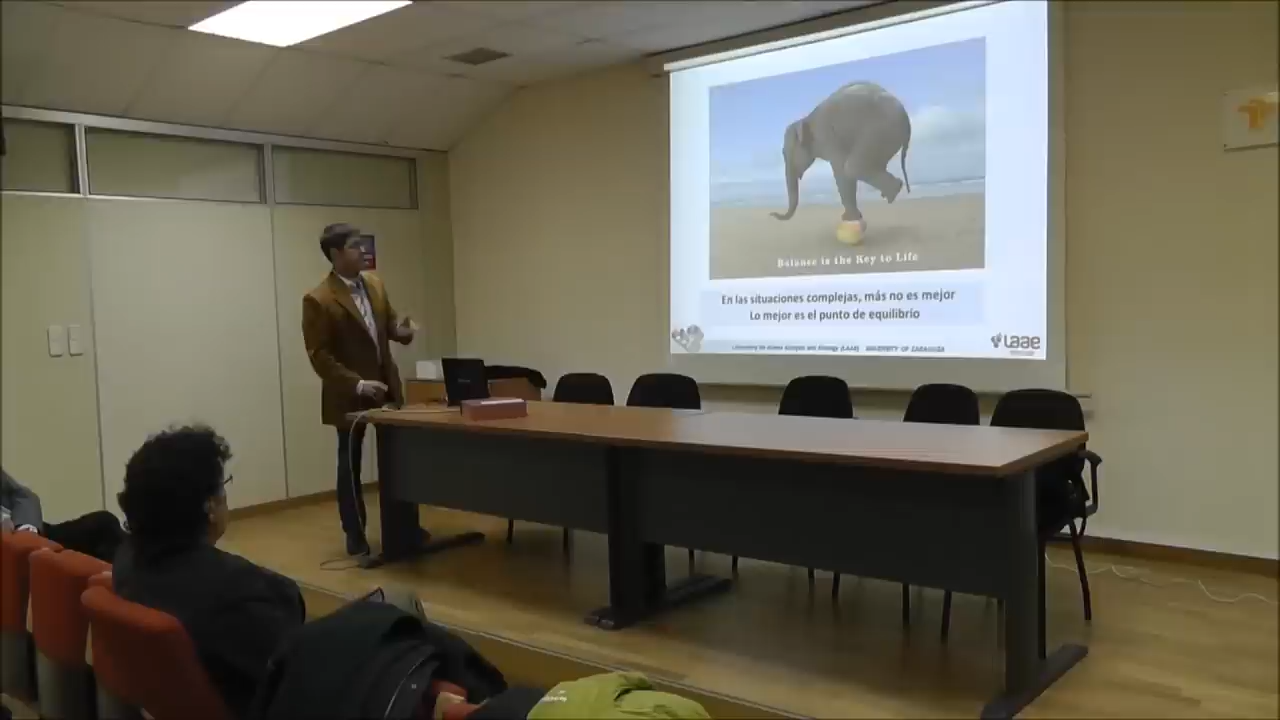 Balance is the Key to Life
En las situaciones complejas, más no es mejor
Lo mejor es el punto de equilibrio
(LAAE) UNIVERSITY OF ZARAGOZA
Laae